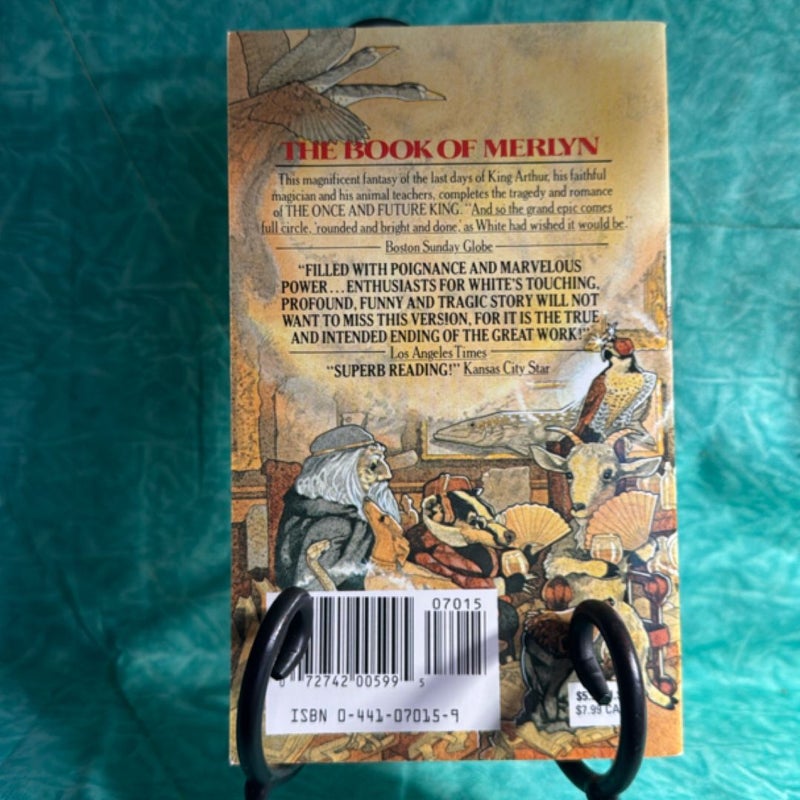 THE BOOK OF MERLYN
This magnificent fantasy of the last days of King Arthur, his faithful
magician and his animal teachers, completes the tragedy and romance
of THE ONCE AND FUTURE KING. "And so the grand epic comes
full circle, 'rounded and bright and done,' as White had wished it would be."
Boston Sunday Globe
"FILLED WITH POIGNANCE AND MARVELOUS
POWER...ENTHUSIASTS FOR WHITE'S TOUCHING,
PROFOUND, FUNNY AND TRAGIC STORY WILL NOT
WANT TO MISS THIS VERSION, FOR IT IS THE TRUE
AND INTENDED ENDING OF THE GREAT WORK!"
Los Angeles Times
"SUPERB READING!" Kansas City Star
07015
0 72742 00599 5
ISBN 0-441-07015-9
$7.99